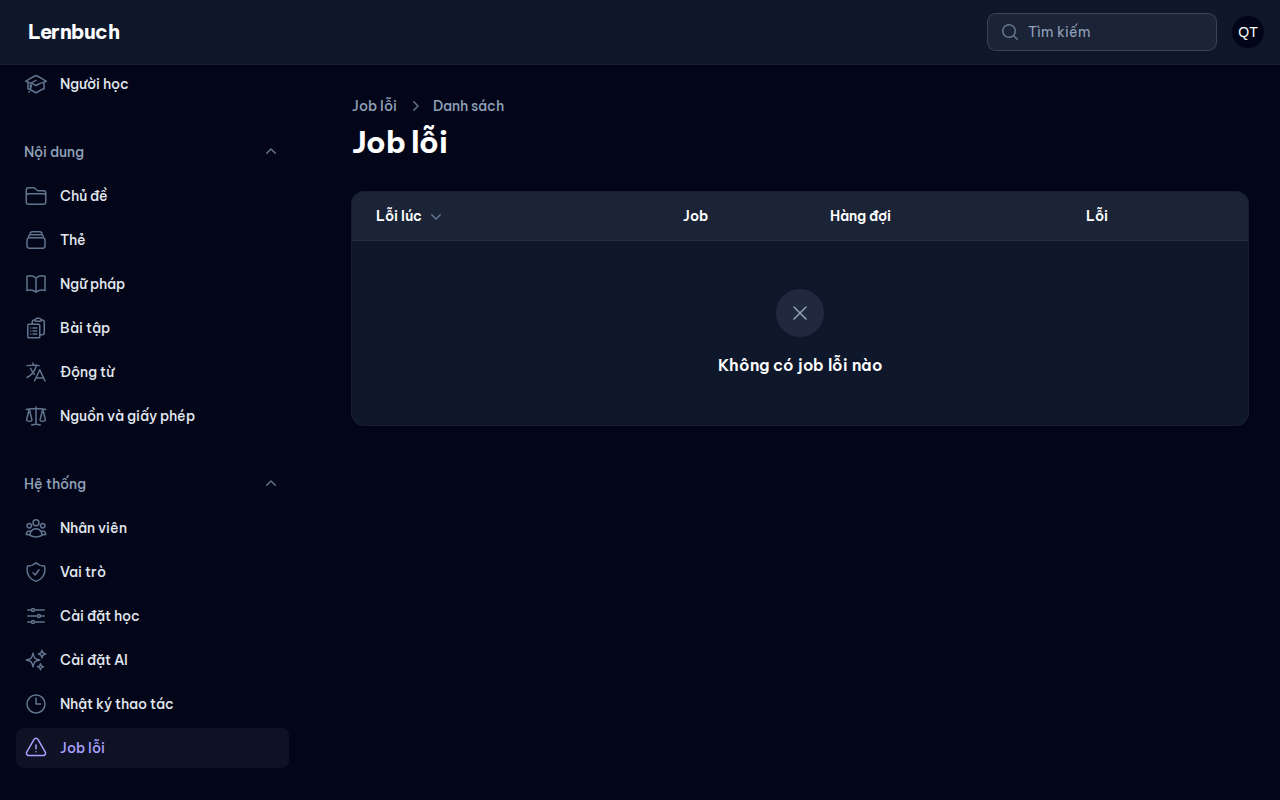 Lernbuch
Tìm kiếm
QT
Người học
Nội dung
Chủ đề
Thẻ
Ngữ pháp
Bài tập
Động từ
Nguồn và giấy phép
Hệ thống
Nhân viên
Vai trò
Cài đặt học
Cài đặt AI
Nhật ký thao tác
Job lỗi
Job lỗi Danh sách
Job lỗi
Lỗi lúc Job Hàng đợi Lỗi
Không có job lỗi nào